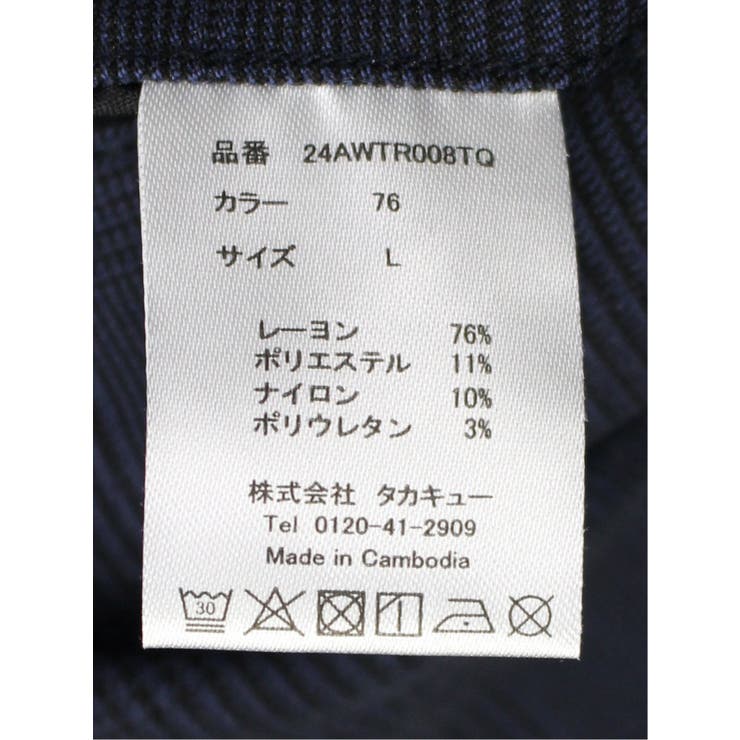 品番 24AWTR008TQ
カラー 76
サイズ L
レーヨン 76%
ポリエステル 11%
ナイロン 10%
ポリウレタン 3%
株式会社 タカキュー
Tel 0120-41-2909
Made in Cambodia
30